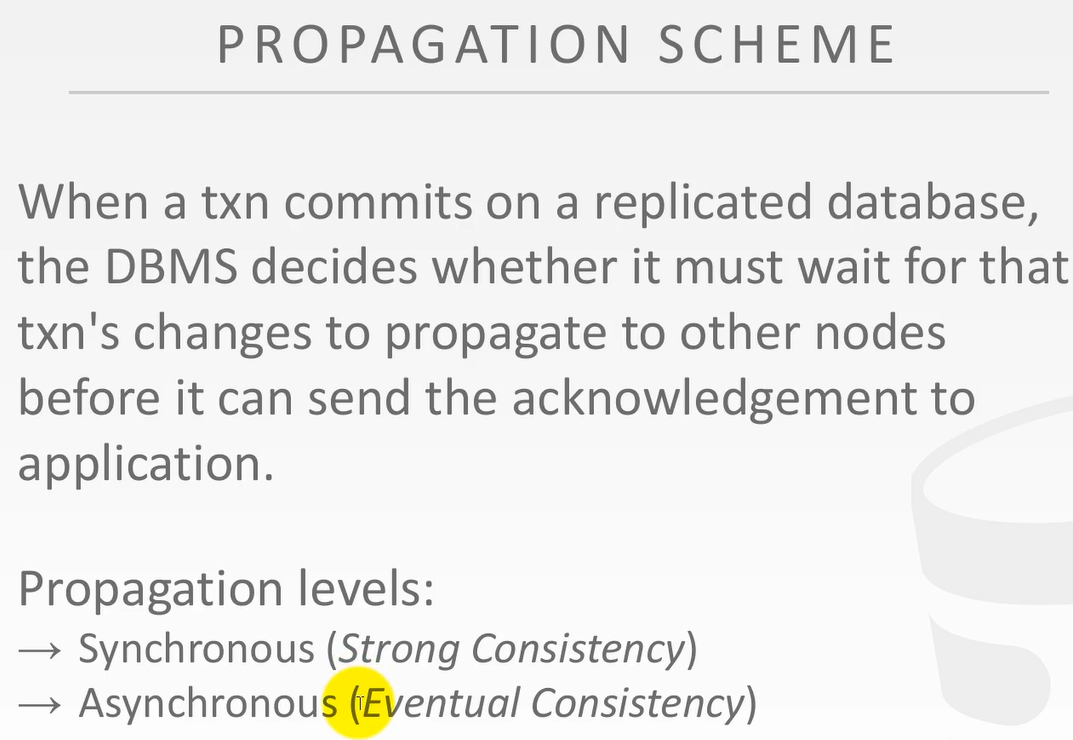 PROPAGATION SCHEME
When a txn commits on a replicated database,
the DBMS decides whether it must wait for that
txn's changes to propagate to other nodes
before it can send the acknowledgement to
application.
Propagation levels:
→ Synchronous (Strong Consistency)
→ Asynchronous (Eventual Consistency)